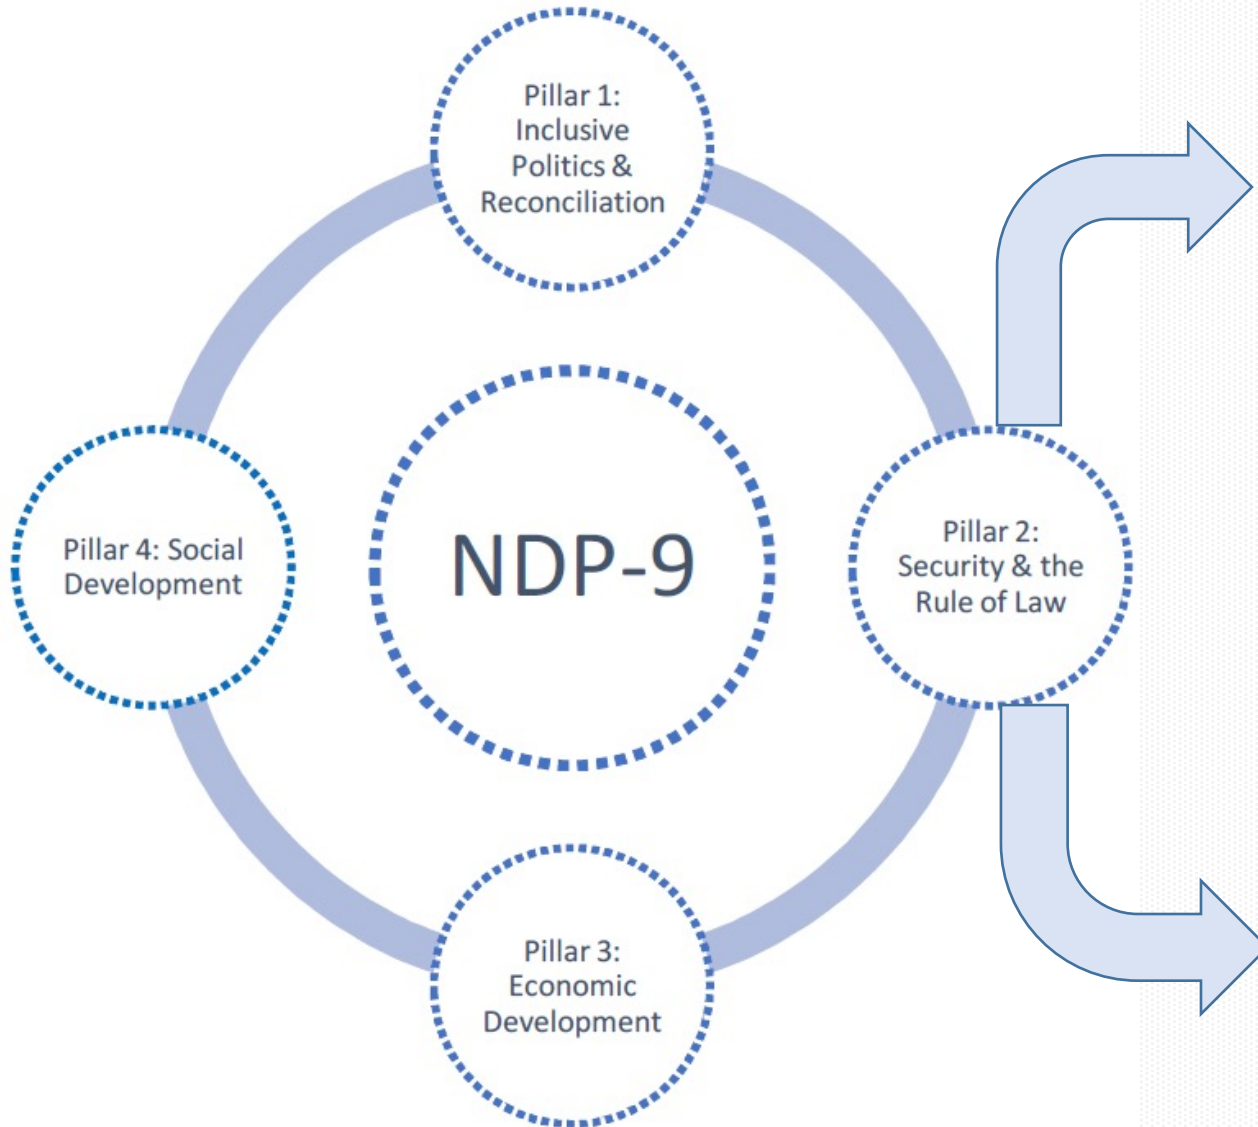 Pillar 1:
Inclusive
Politics &
Reconciliation
Pillar 4: Social
Development
NDP-9
Pillar 2:
Security & the
Rule of Law
Pillar 3:
Economic
Development